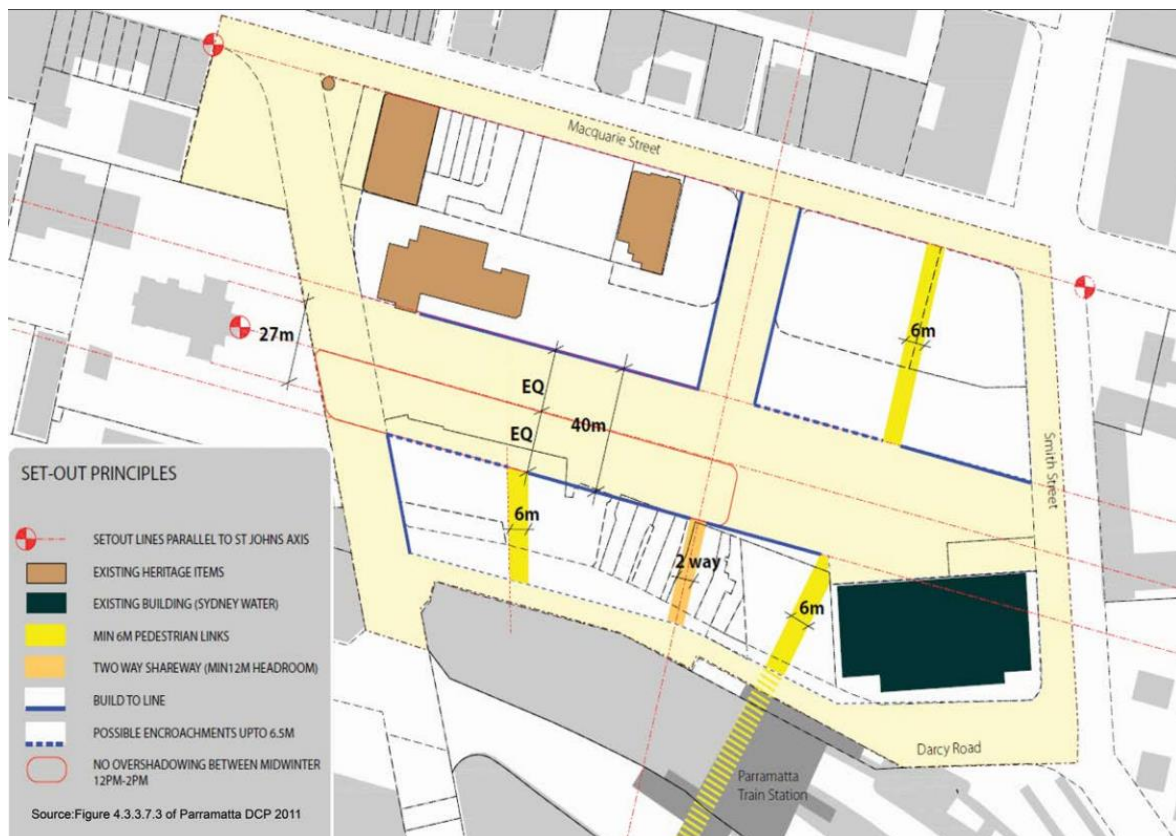 Macquarie Street
6m
27m
EQ
40m
EQ
Smith Street
6m
2 way
6m
Darcy Road
Parramatta
Train Station
SET-OUT PRINCIPLES
SETOUT LINES PARALLEL TO ST JOHNS AXIS
EXISTING HERITAGE ITEMS
EXISTING BUILDING (SYDNEY WATER)
MIN 6M PEDESTRIAN LINKS
TWO WAY SHAREWAY (MIN12M HEADROOM)
BUILD TO LINE
POSSIBLE ENCROACHMENTS UPTO 6.5M
NO OVERSHADOWING BETWEEN MIDWINTER
12PM-2PM
Source:Figure 4.3.3.7.3 of Parramatta DCP 2011